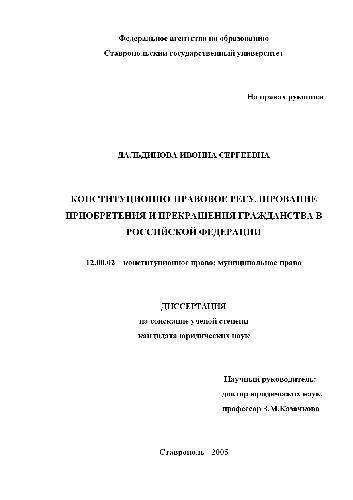 Федеральное агентство по образованию
Ставропольский государственный университет
На правах рукописи
ДАЛЬДИНОВА ИВОННА СЕРГЕЕВНА
КОНСТИТУЦИОННО ПРАВОВОЕ РЕГУЛИРОВАНИЕ
ПРИОБРЕТЕНИЯ И ПРЕКРАЩЕНИЯ ГРАЖДАНСТВА В
РОССИЙСКОЙ ФЕДЕРАЦИИ
12.00.02 конституционное право; муниципальное право
ДИССЕРТАЦИЯ
на соискание ученой степени
кандидата юридических наук
Научный руководитель:
доктор юридических наук,
профессор З.М.Казачкова
Ставрополь 2005